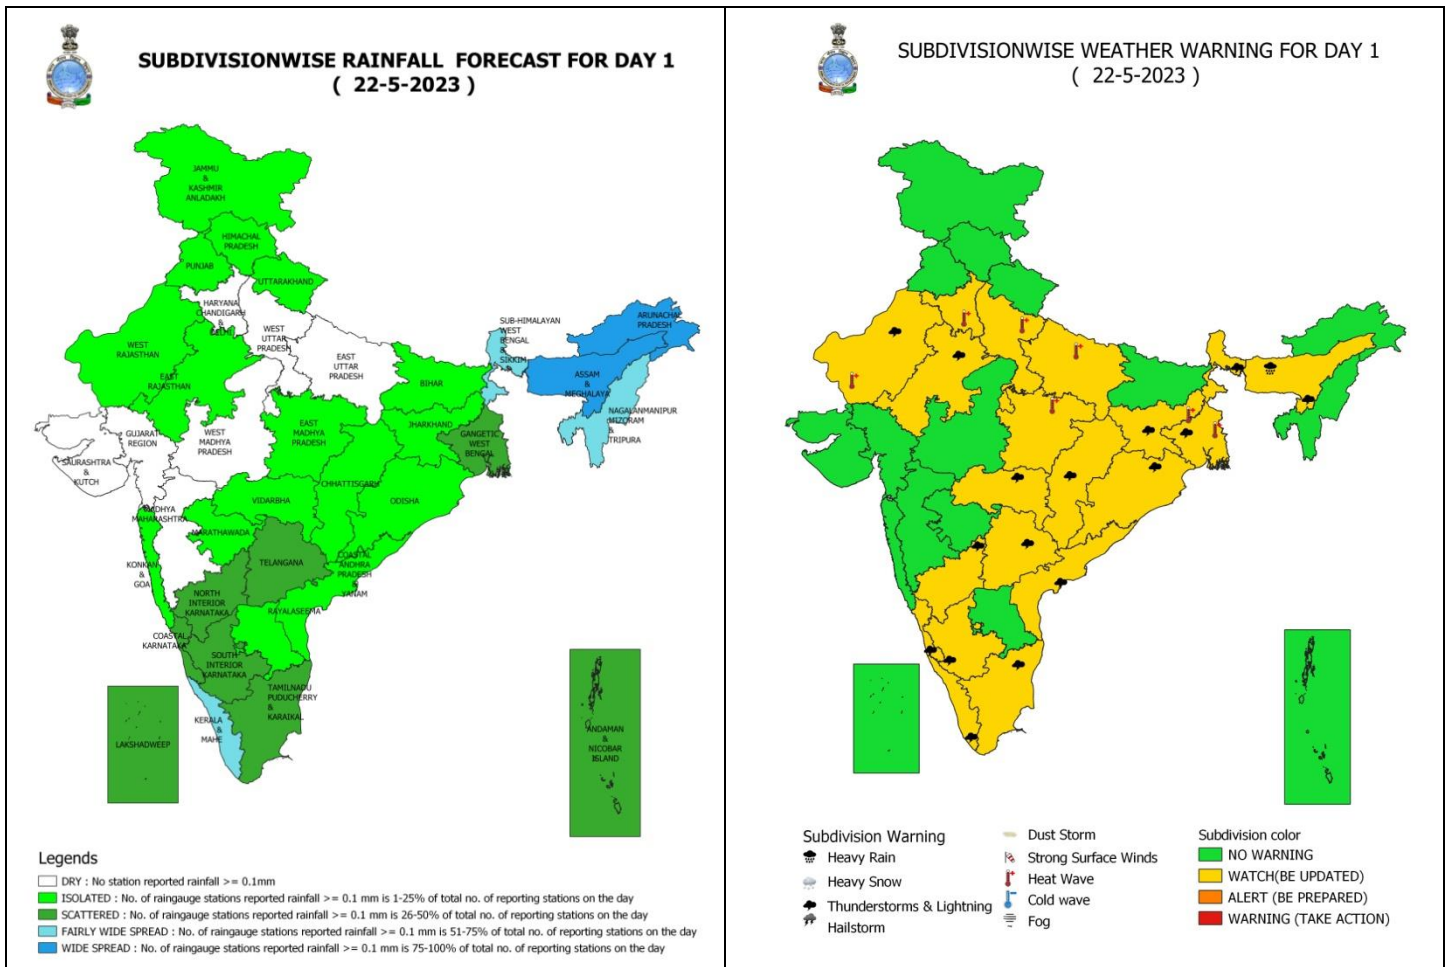 SUBDIVISIONWISE RAINFALL FORECAST FOR DAY 1
( 22-5-2023 )
JAMMU
&
KASHMIR
ANLADAKH
HIMACHAL
PRADESH
PUNJAB
UTTARAKHAND
HARYANA
CHANDIGARH
&
DELHI
WEST
UTTAR
PRADESH
EAST
UTTAR
PRADESH
WEST
RAJASTHAN
EAST
RAJASTHAN
SUB-HIMALAYAN
WEST
BENGAL
&
SIKKIM
ARUNACHAL
PRADESH
ASSAM
&
MEGHALAYA
NAGALANMANIPUR
MIZORAM
&
TRIPURA
BIHAR
JHARKHAND
GANGETIC
WEST
BENGAL
EAST
MADHYA
PRADESH
WEST
MADHYA
PRADESH
GUJARAT
REGION
SAURASHTRA
&
KUTCH
CHHATTISGARH
ODISHA
VIDARBHA
MADHYA
MAHARASHTRA
MARATHAWADA
KONKAN
&
GOA
TELANGANA
COASTAL
ANDHRA
PRADESH
&
YANAM
NORTH
INTERIOR
KARNATAKA
RAYALASEEMA
COASTAL
KARNATAKA
SOUTH
INTERIOR
KARNATAKA
TAMILNADU
PUDUCHERRY
&
KARAIKAL
KERALA
&
MAHE
LAKSHADWEEP
ANDAMAN
&
NICOBAR
ISLAND
Legends
DRY : No station reported rainfall >= 0.1mm
ISOLATED : No. of raingauge stations reported rainfall >= 0.1 mm is 1-25% of total no. of reporting stations on the day
SCATTERED : No. of raingauge stations reported rainfall >= 0.1 mm is 26-50% of total no. of reporting stations on the day
FAIRLY WIDE SPREAD : No. of raingauge stations reported rainfall >= 0.1 mm is 51-75% of total no. of reporting stations on the day
WIDE SPREAD : No. of raingauge stations reported rainfall >= 0.1 mm is 75-100% of total no. of reporting stations on the day
SUBDIVISIONWISE WEATHER WARNING FOR DAY 1
( 22-5-2023 )
Subdivision Warning
Heavy Rain
Heavy Snow
Thunderstorms & Lightning
Hailstorm
Dust Storm
Strong Surface Winds
Heat Wave
Cold wave
Fog
Subdivision color
NO WARNING
WATCH(BE UPDATED)
ALERT (BE PREPARED)
WARNING (TAKE ACTION)